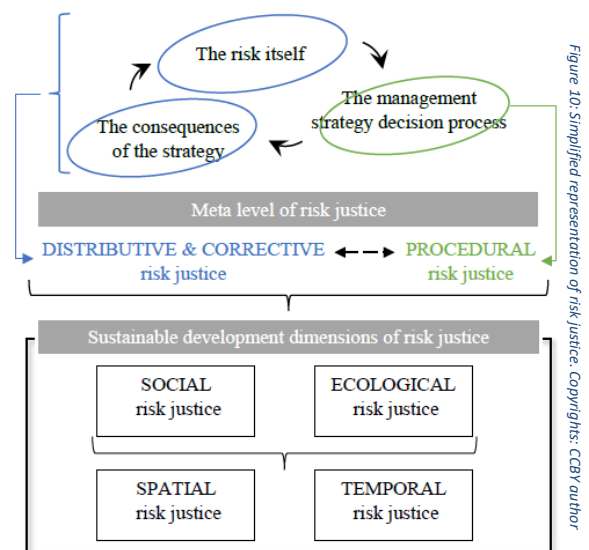 The risk itself
The management
strategy decision process
The consequences
of the strategy
Meta level of risk justice
DISTRIBUTIVE & CORRECTIVE
risk justice
PROCEDURAL
risk justice
Sustainable development dimensions of risk justice
SOCIAL
risk justice
ECOLOGICAL
risk justice
SPATIAL
risk justice
TEMPORAL
risk justice
Figure 10: Simplified representation of risk justice. Copyrights: CCBY author